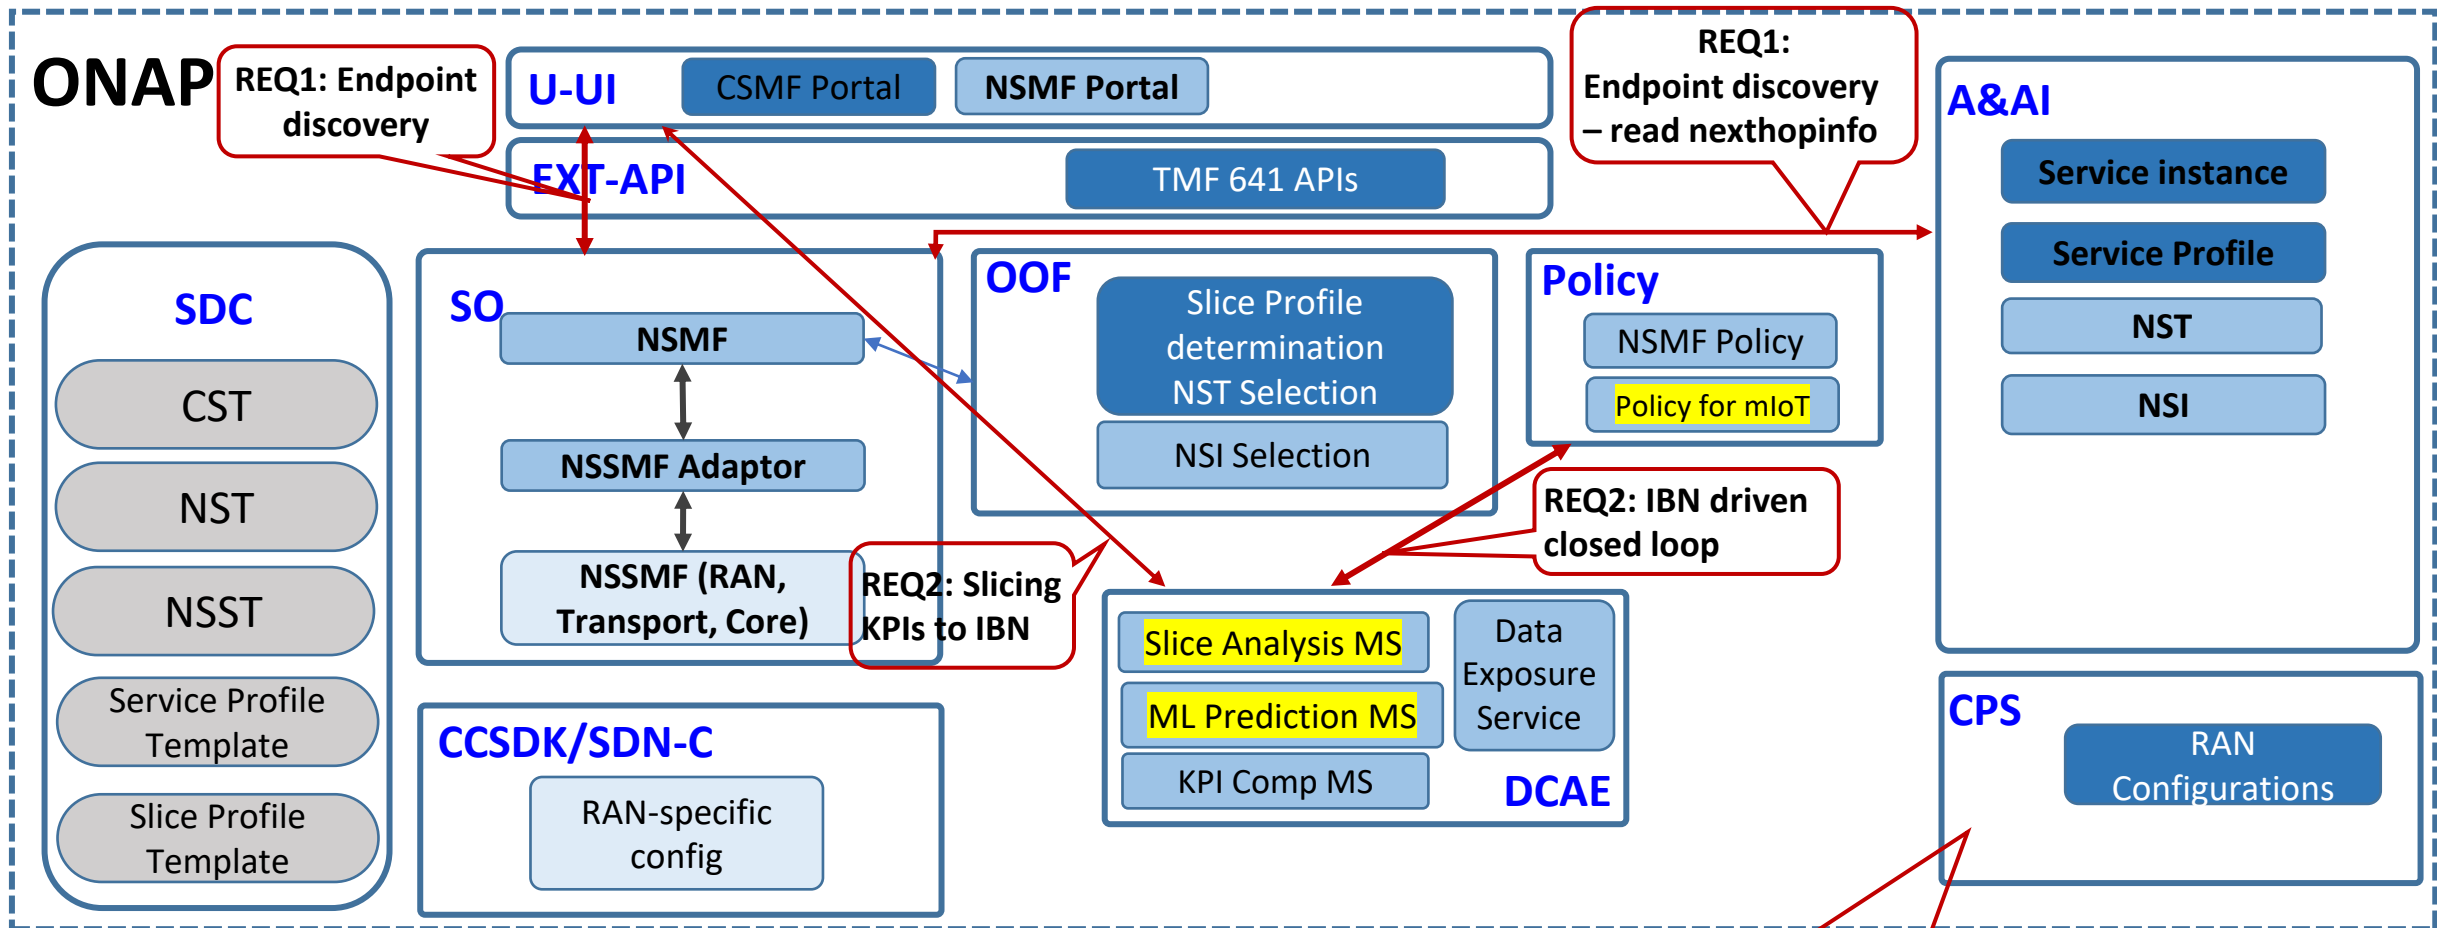 ONAP
REQ1: Endpoint
discovery
U-UI
CSMF Portal
NSMF Portal
EXT-API
TMF 641 APIs
REQ1:
Endpoint discovery
– read nexthopinfo
A&AI
Service instance
Service Profile
NST
NSI
SDC
CST
NST
NSST
Service Profile
Template
Slice Profile
Template
SO
NSMF
NSSMF Adaptor
NSSMF (RAN,
Transport, Core)
OOF
Slice Profile
determination
NST Selection
NSI Selection
Policy
NSMF Policy
Policy for mIoT
REQ2: IBN driven
closed loop
REQ2: Slicing
KPIs to IBN
Slice Analysis MS
ML Prediction MS
KPI Comp MS
Data
Exposure
Service
DCAE
CCSDK/SDN-C
RAN-specific
config
CPS
RAN
Configurations